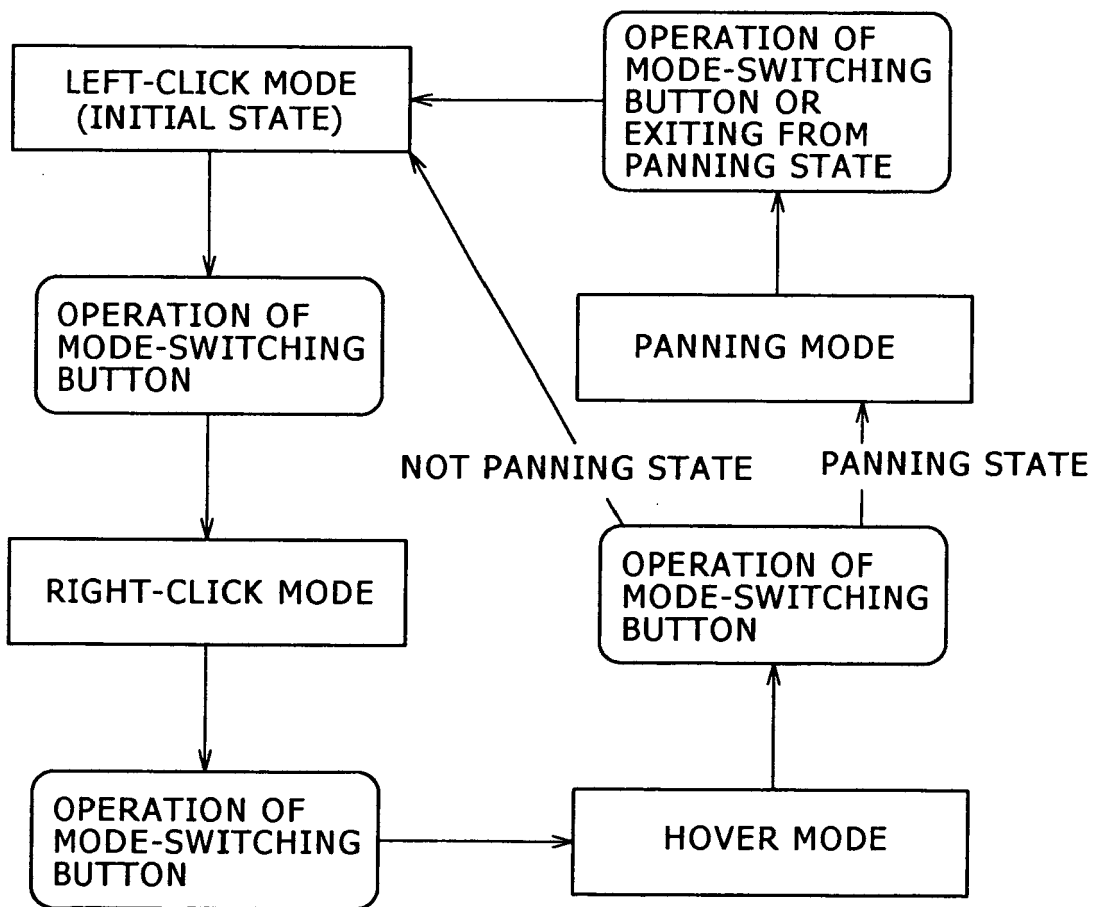 LEFT-CLICK MODE
(INITIAL STATE)
OPERATION OF
MODE-SWITCHING
BUTTON OR
EXITING FROM
PANNING STATE
OPERATION OF
MODE-SWITCHING
BUTTON
PANNING MODE
NOT PANNING STATE
PANNING STATE
RIGHT-CLICK MODE
OPERATION OF
MODE-SWITCHING
BUTTON
OPERATION OF
MODE-SWITCHING
BUTTON
HOVER MODE